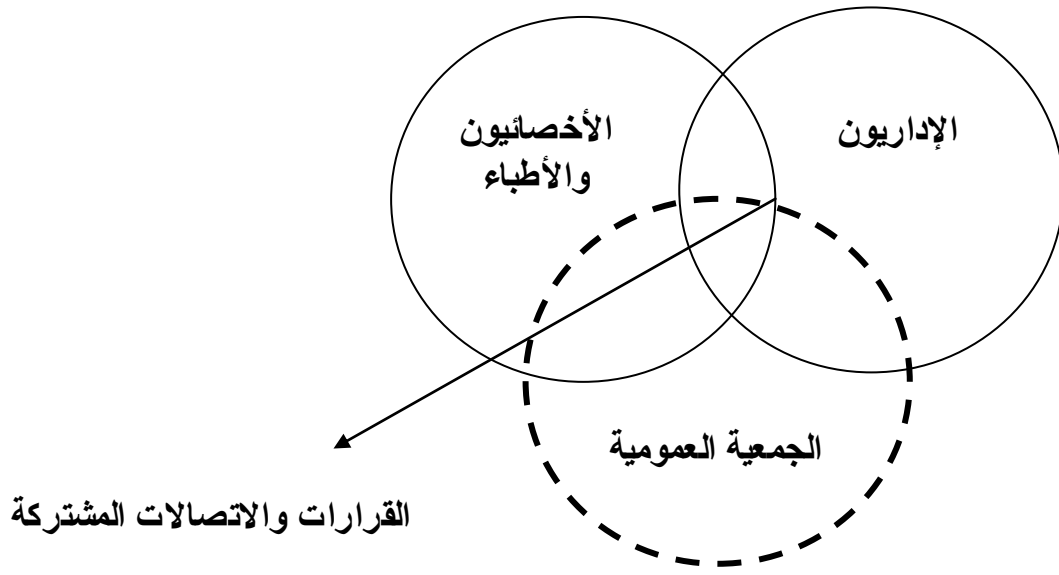 الإداريون
الأخصائيون
والأطباء
الجمعية العمومية
القرارات والاتصالات المشتركة